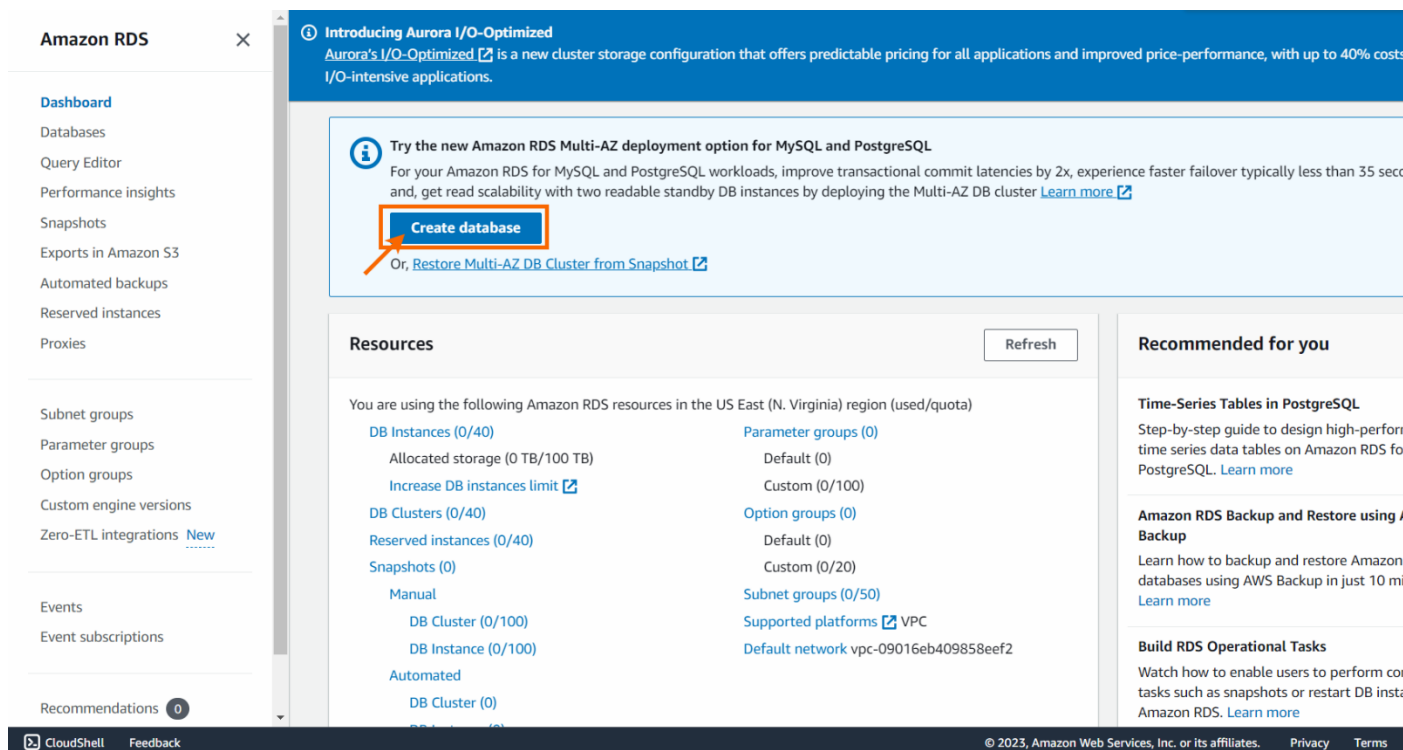 Amazon RDS
Dashboard
Databases
Query Editor
Performance insights
Snapshots
Exports in Amazon S3
Automated backups
Reserved instances
Proxies
Subnet groups
Parameter groups
Option groups
Custom engine versions
Zero-ETL integrations New
Events
Event subscriptions
Recommendations 0
Introducing Aurora I/O-Optimized
Aurora's I/O-Optimized is a new cluster storage configuration that offers predictable pricing for all applications and improved price-performance, with up to 40% costs
I/O-intensive applications.
Try the new Amazon RDS Multi-AZ deployment option for MySQL and PostgreSQL
For your Amazon RDS for MySQL and PostgreSQL workloads, improve transactional commit latencies by 2x, experience faster failover typically less than 35 seco
and, get read scalability with two readable standby DB instances by deploying the Multi-AZ DB cluster Learn more
Create database
Or, Restore Multi-AZ DB Cluster from Snapshot
Resources
Refresh
You are using the following Amazon RDS resources in the US East (N. Virginia) region (used/quota)
DB Instances (0/40)
Allocated storage (0 TB/100 TB)
Increase DB instances limit
DB Clusters (0/40)
Reserved instances (0/40)
Snapshots (0)
Manual
DB Cluster (0/100)
DB Instance (0/100)
Automated
DB Cluster (0)
Parameter groups (0)
Default (0)
Custom (0/100)
Option groups (0)
Default (0)
Custom (0/20)
Subnet groups (0/50)
Supported platforms VPC
Default network vpc-09016eb409858eef2
Recommended for you
Time-Series Tables in PostgreSQL
Step-by-step guide to design high-perfor
time series data tables on Amazon RDS fo
PostgreSQL. Learn more
Amazon RDS Backup and Restore using A
Backup
Learn how to backup and restore Amazon
databases using AWS Backup in just 10 mi
Learn more
Build RDS Operational Tasks
Watch how to enable users to perform co
tasks such as snapshots or restart DB insta
Amazon RDS. Learn more
CloudShell Feedback
© 2023, Amazon Web Services, Inc. or its affiliates. Privacy Terms